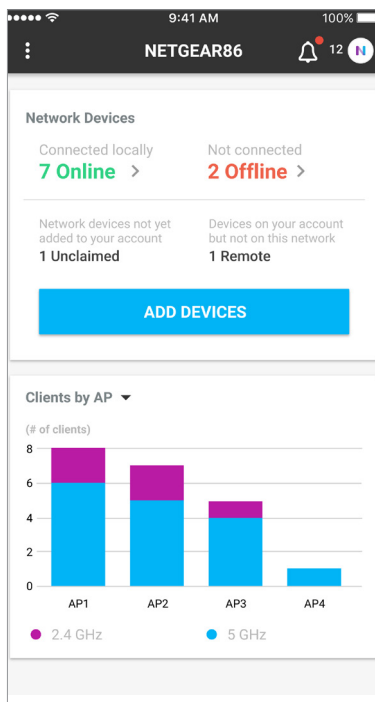 9:41 AM 100%
NETGEAR86 12 N
Network Devices
Connected locally
7 Online >
Not connected
2 Offline >
Network devices not yet
added to your account
1 Unclaimed
Devices on your account
but not on this network
1 Remote
ADD DEVICES
Clients by AP
(# of clients)
8
6
4
2
0
AP1 AP2 AP3 AP4
2.4 GHz 5 GHz